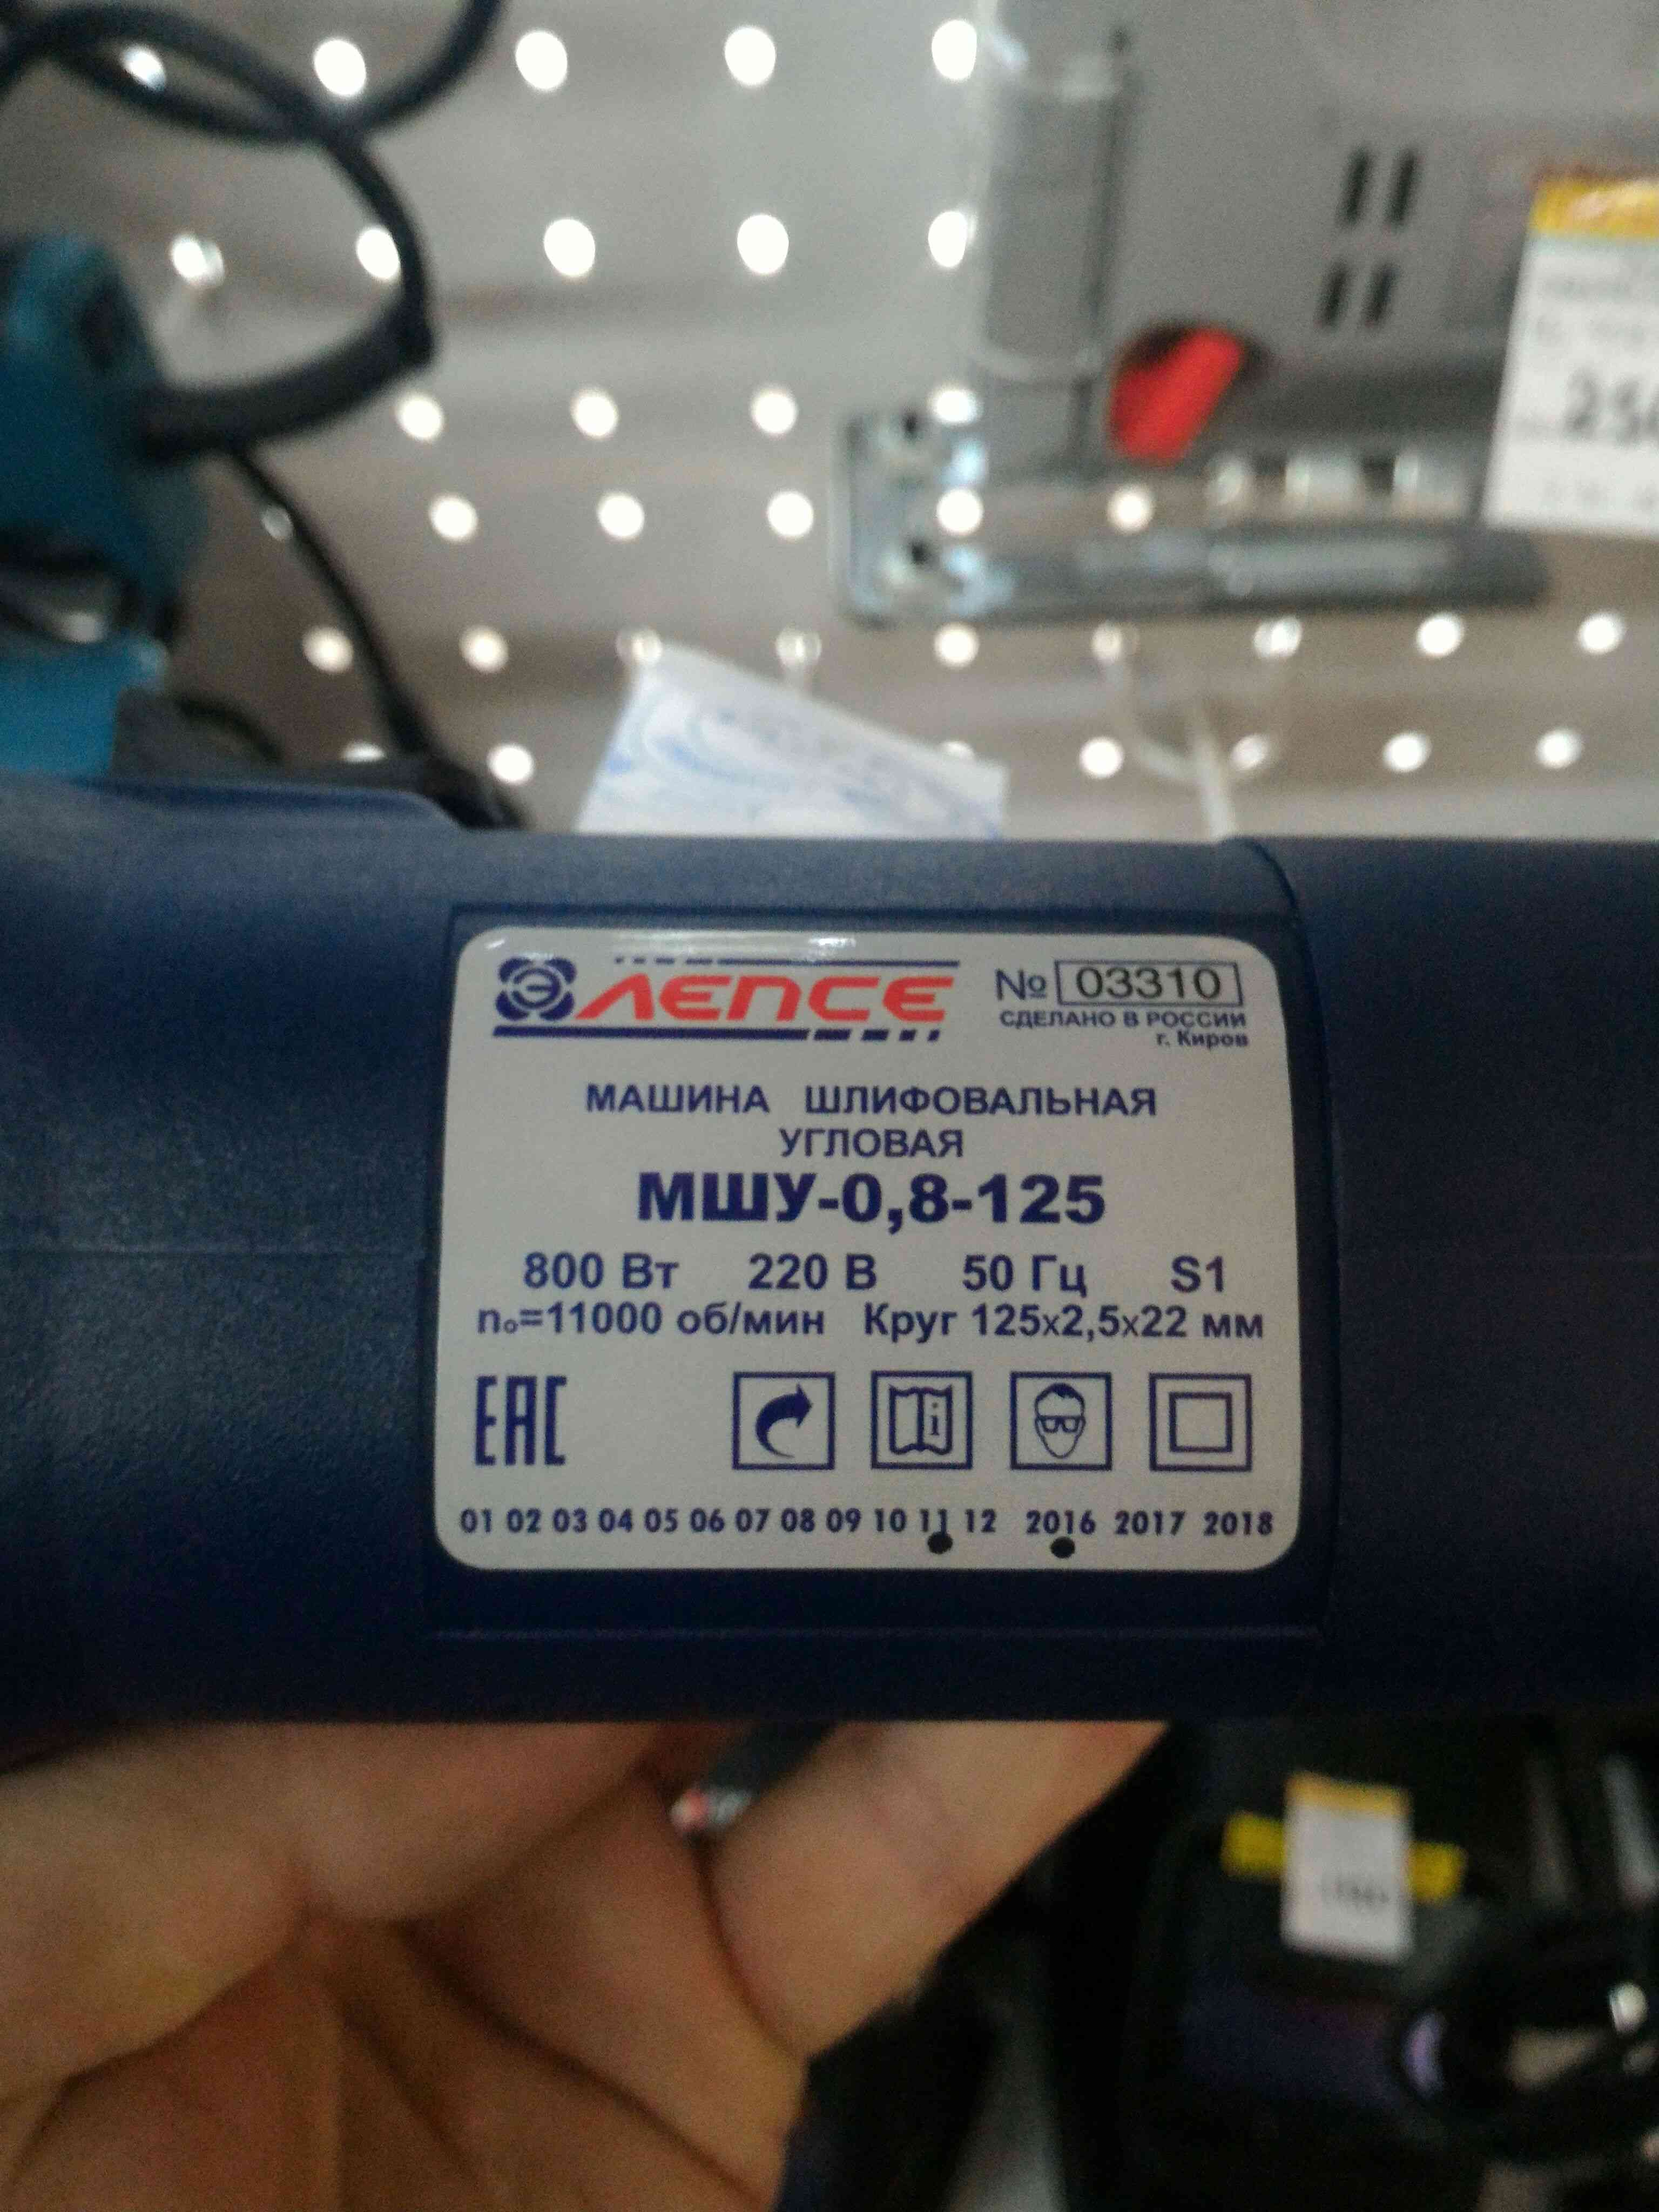 ЛЕПСЕ
№ 03310
СДЕЛАНО В РОССИИ
г. Киров
МАШИНА ШЛИФОВАЛЬНАЯ
УГЛОВАЯ
МШУ-0,8-125
800 Вт 220 В 50 Гц S1
n₀=11000 об/мин Круг 125х2,5х22 мм
EAC
01 02 03 04 05 06 07 08 09 10 11 12 2016 2017 2018